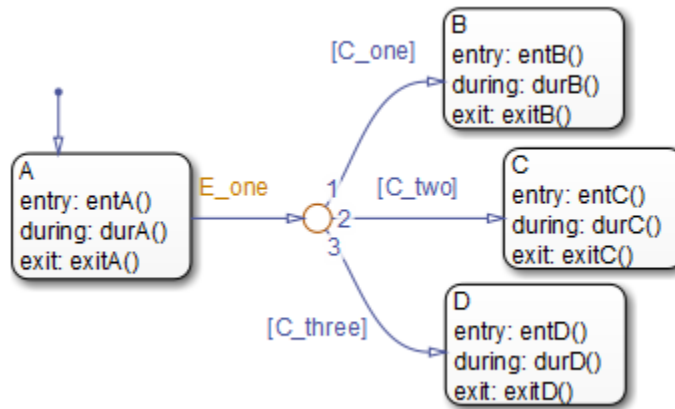 B
[C_one]
entry: entB()
during: durB()
exit: exitB()
A
entry: entA()
during: durA()
exit: exitA()
E_one
1
2
3
[C_two]
C
entry: entC()
during: durC()
exit: exitC()
[C_three]
D
entry: entD()
during: durD()
exit: exitD()